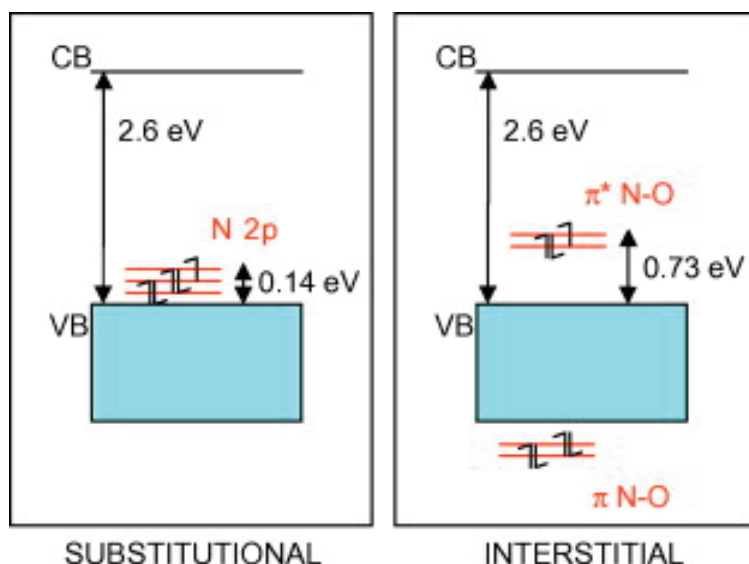 CB
2.6 eV
N 2p
0.14 eV
VB
SUBSTITUTIONAL
CB
2.6 eV
π* N-O
0.73 eV
VB
π N-O
INTERSTITIAL